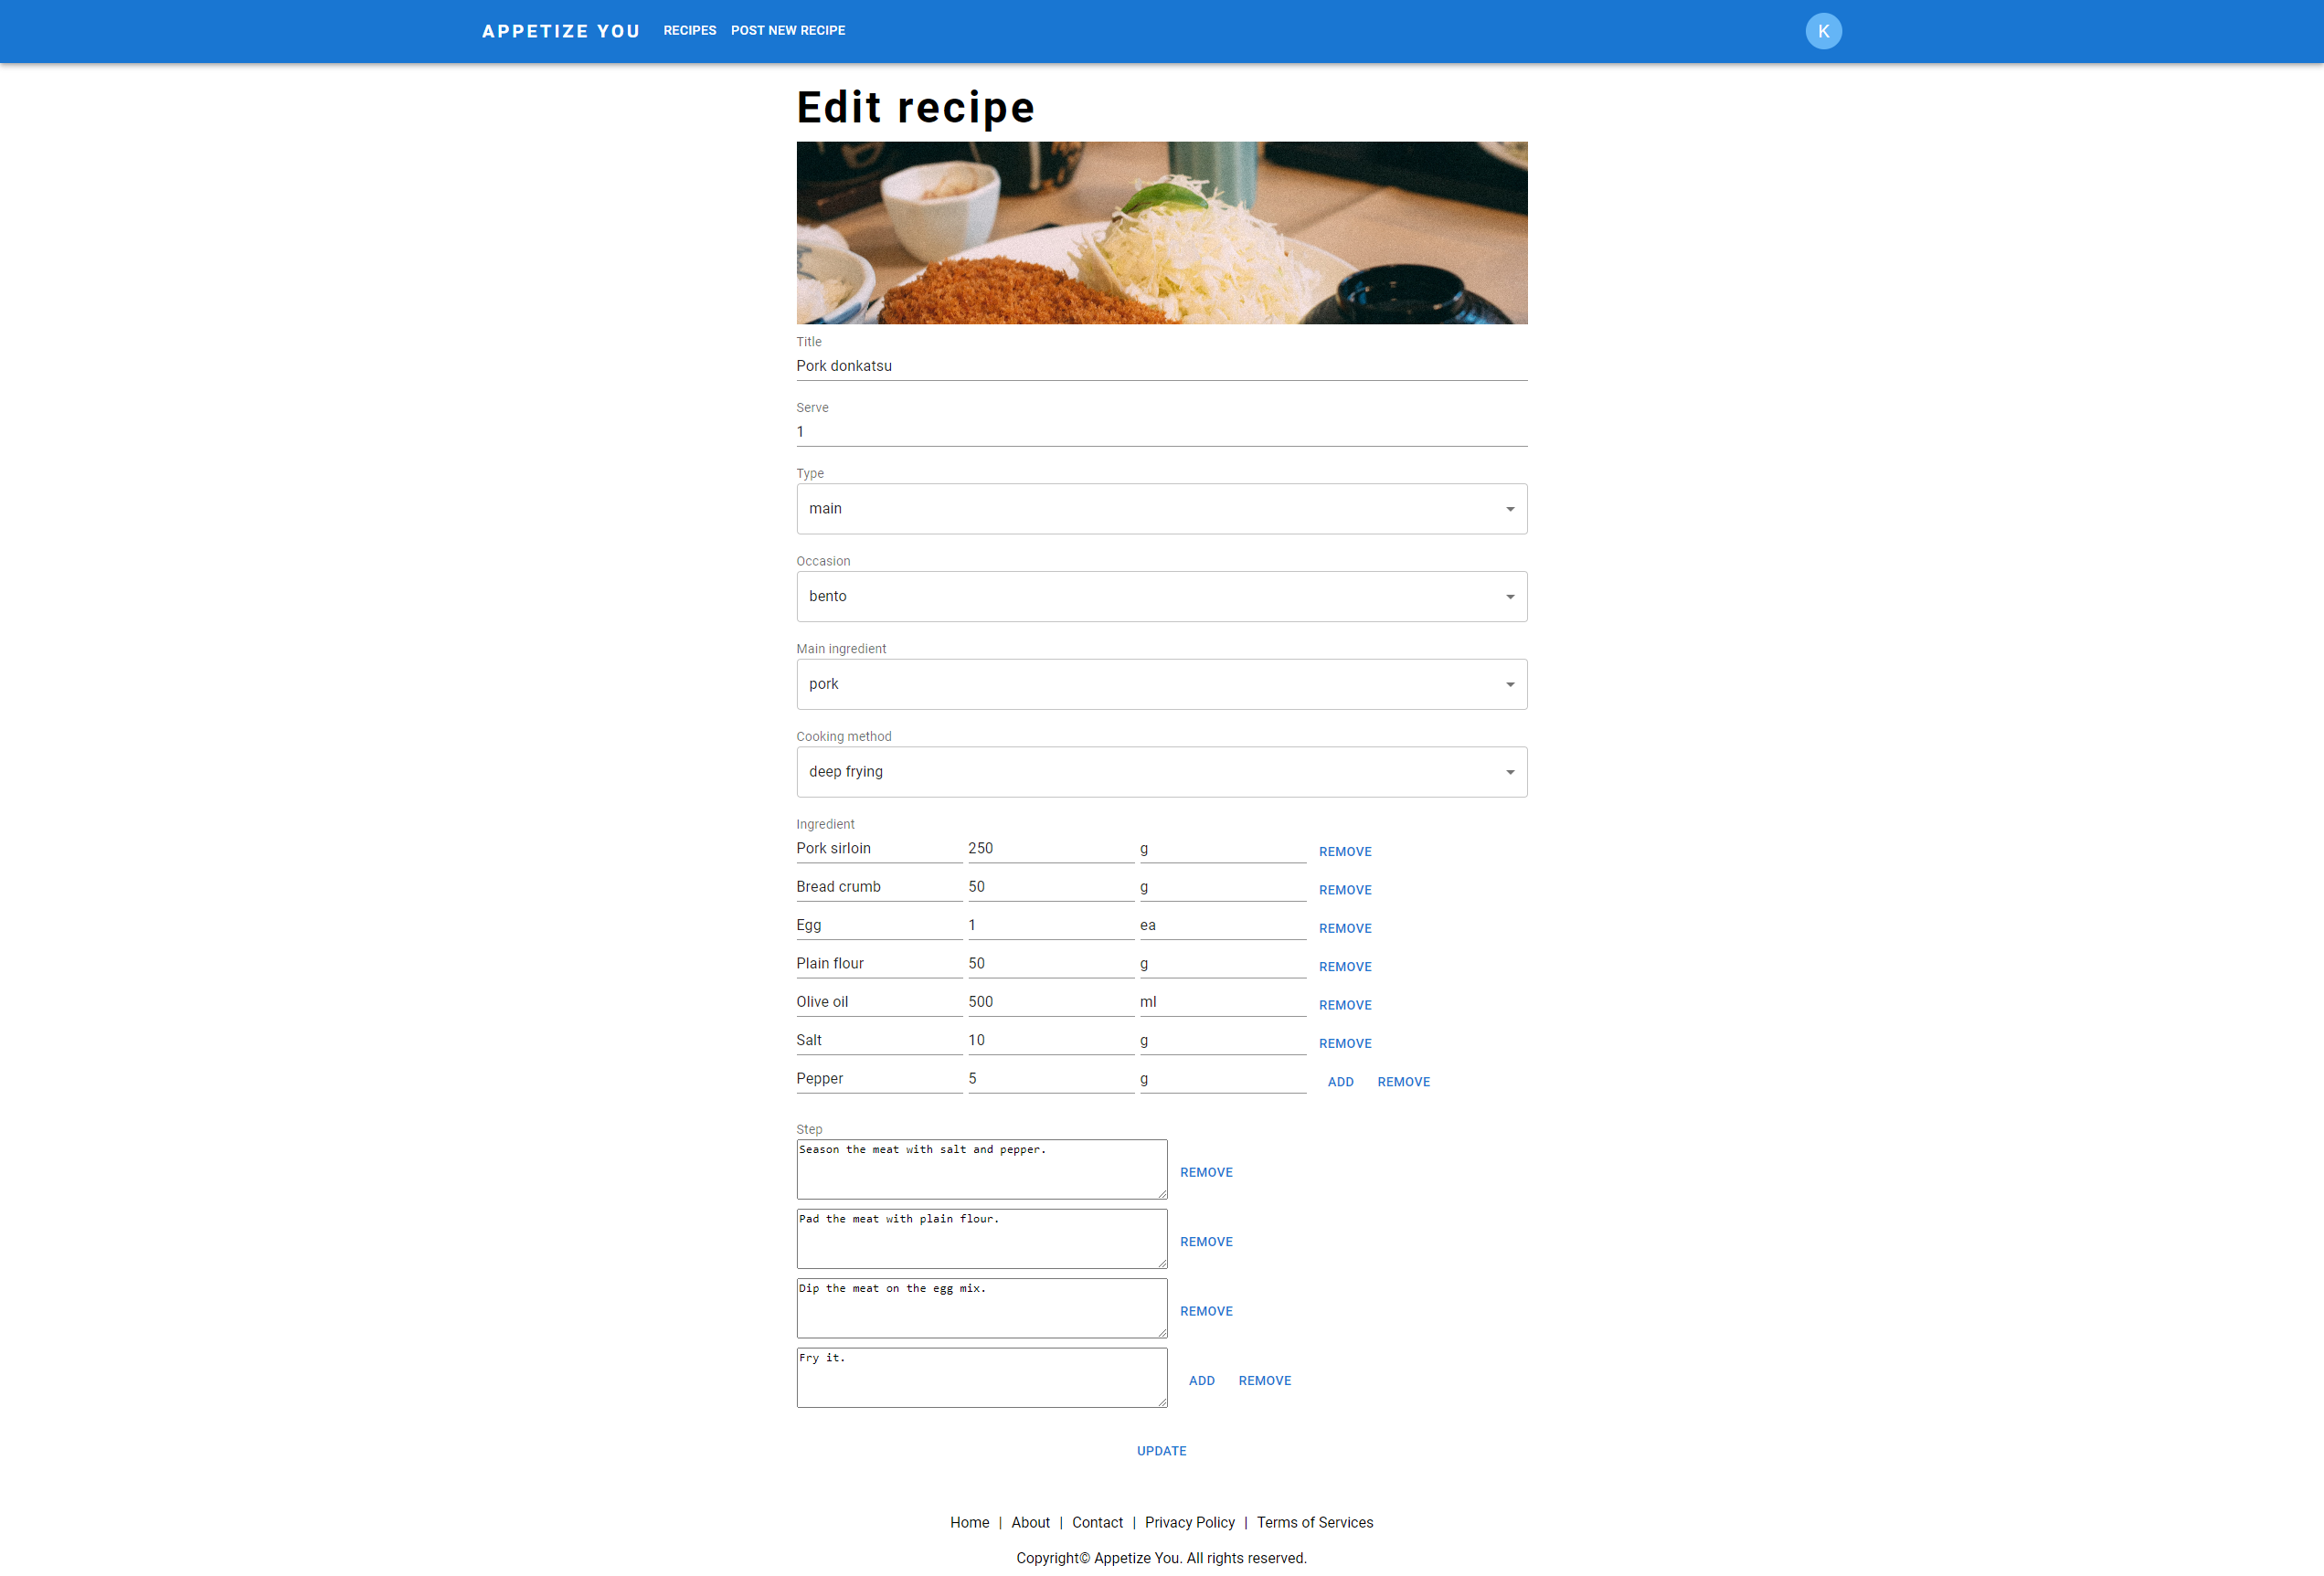 APPETIZE YOU RECIPES POST NEW RECIPE K
Edit recipe
Title
Pork donkatsu
Serve
1
Type
main
Occasion
bento
Main ingredient
pork
Cooking method
deep frying
Ingredient
Pork sirloin 250 g REMOVE
Bread crumb 50 g REMOVE
Egg 1 ea REMOVE
Plain flour 50 g REMOVE
Olive oil 500 ml REMOVE
Salt 10 g REMOVE
Pepper 5 g ADD REMOVE
Step
Season the meat with salt and pepper.
REMOVE
Pad the meat with plain flour.
REMOVE
Dip the meat on the egg mix.
REMOVE
Fry it.
ADD REMOVE
UPDATE
Home | About | Contact | Privacy Policy | Terms of Services
Copyright© Appetize You. All rights reserved.